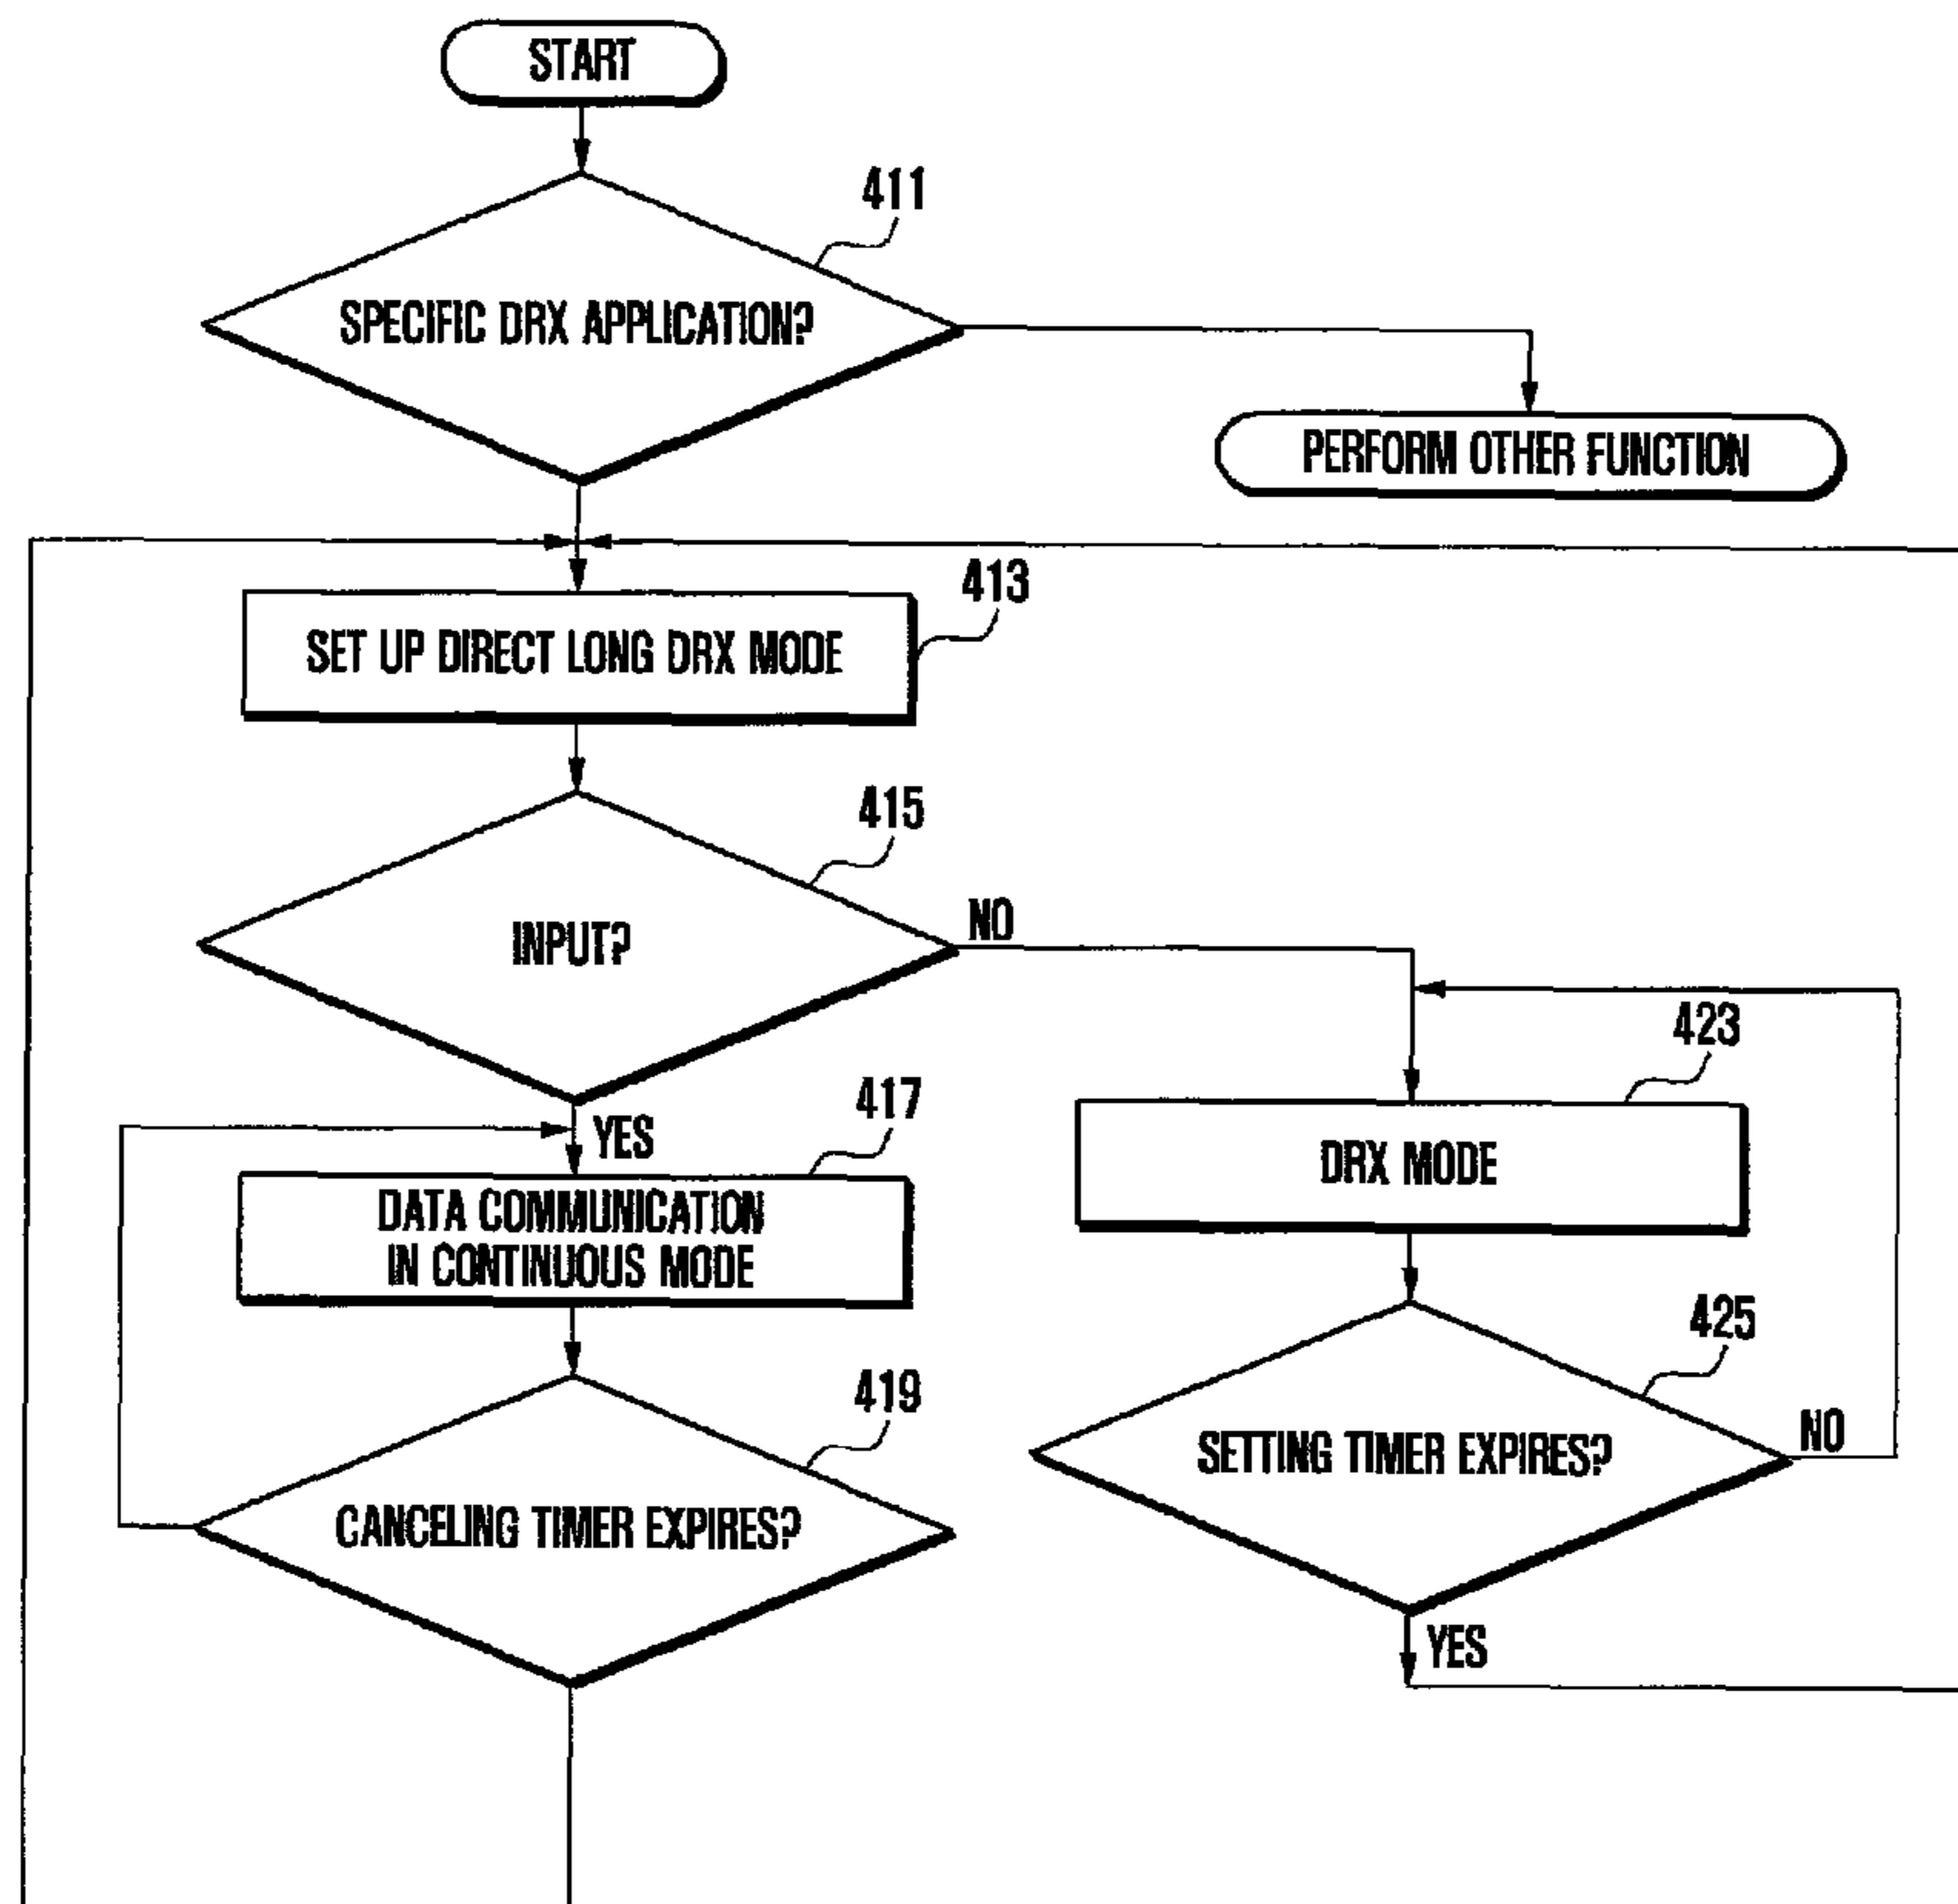 START
411
SPECIFIC DRX APPLICATION?
PERFORM OTHER FUNCTION
413
SET UP DIRECT LONG DRX MODE
415
INPUT?
NO
423
417
YES
DRX MODE
DATA COMMUNICATION
IN CONTINUOUS MODE
425
419
NO
SETTING TIMER EXPIRES?
CANCELING TIMER EXPIRES?
YES